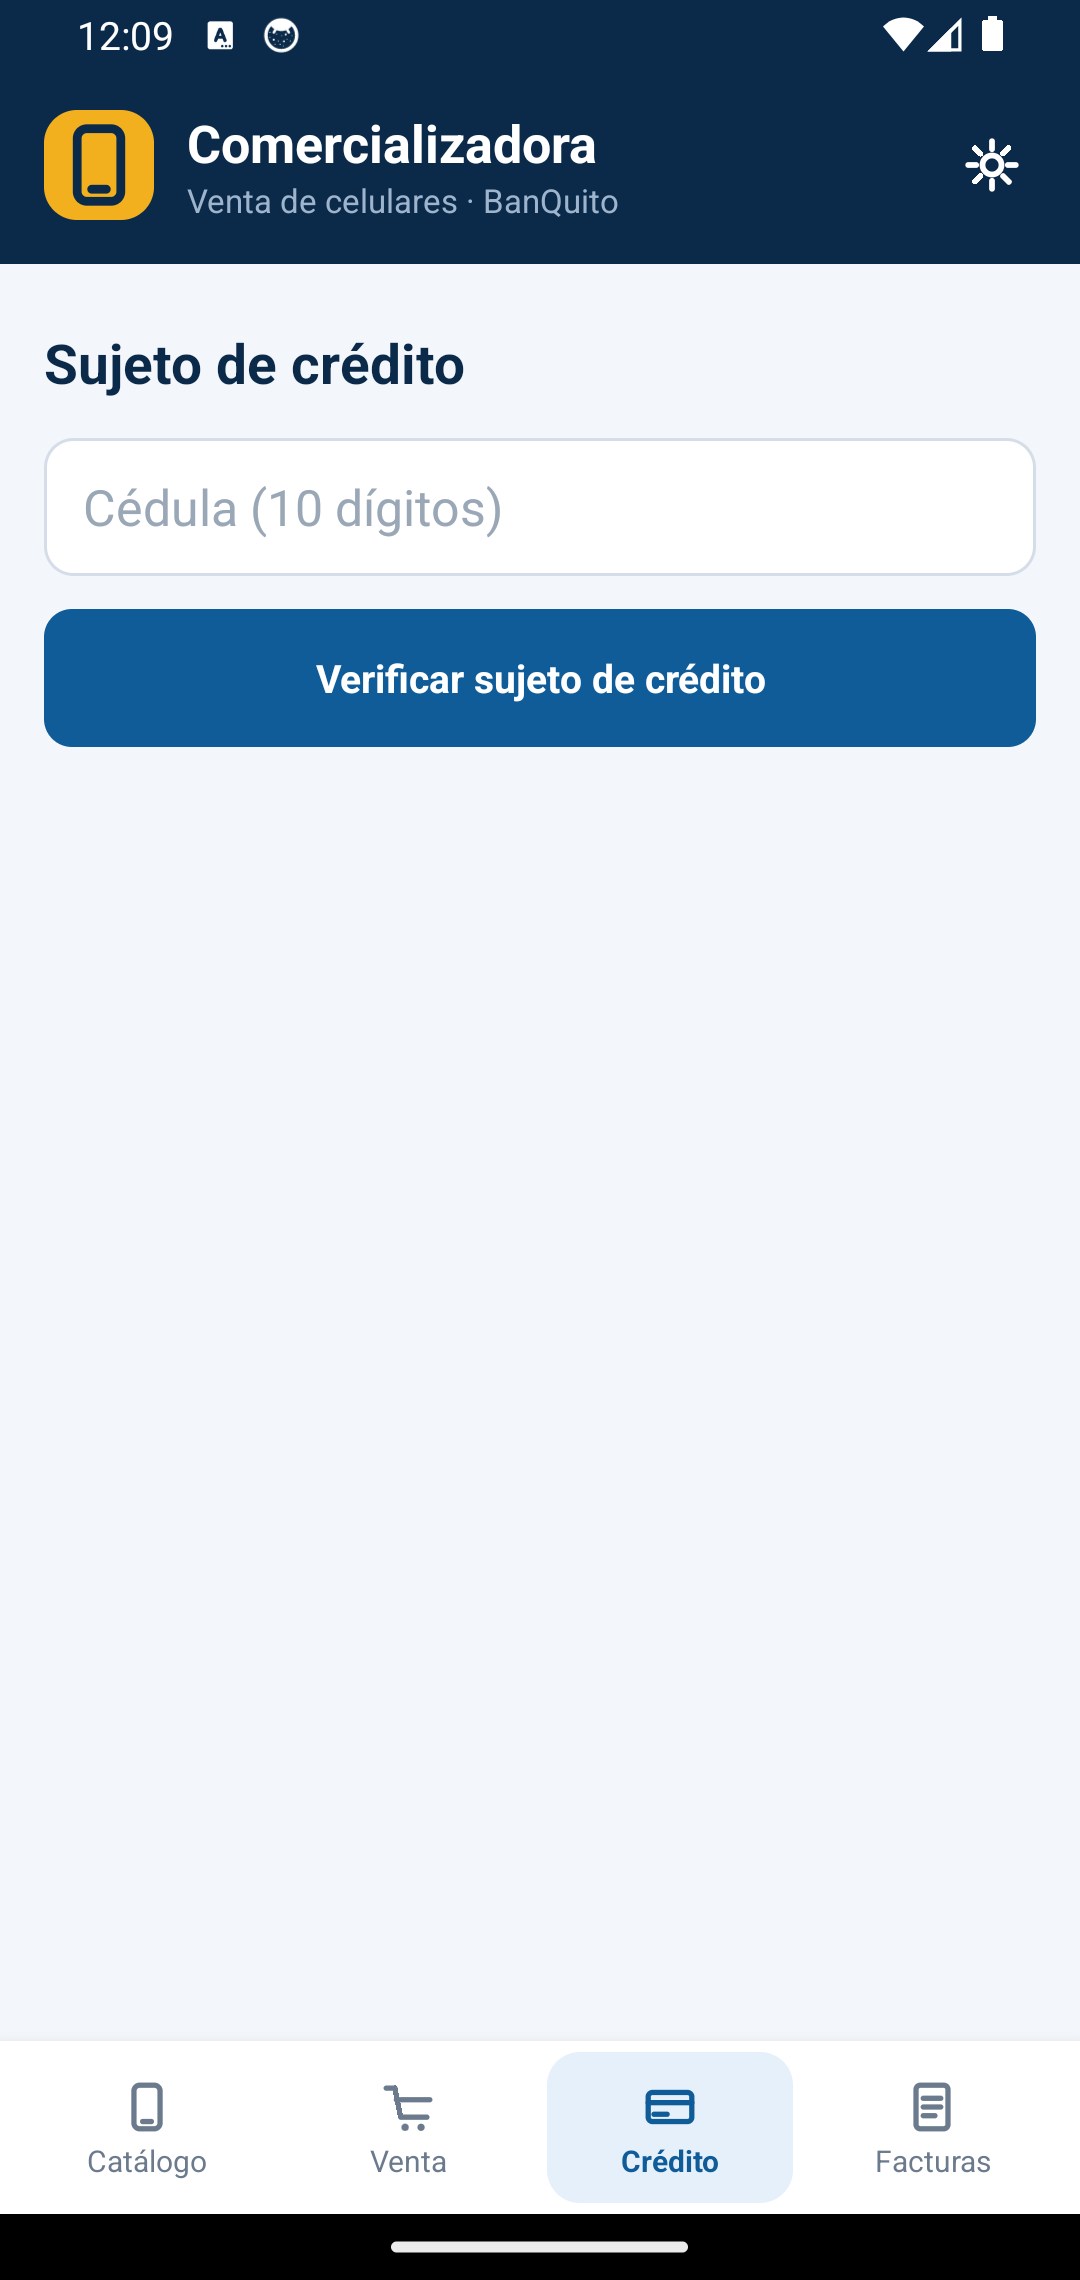 12:09
Comercializadora
Venta de celulares · BanQuito
Sujeto de crédito
Cédula (10 dígitos)
Verificar sujeto de crédito
Catálogo
Venta
Crédito
Facturas